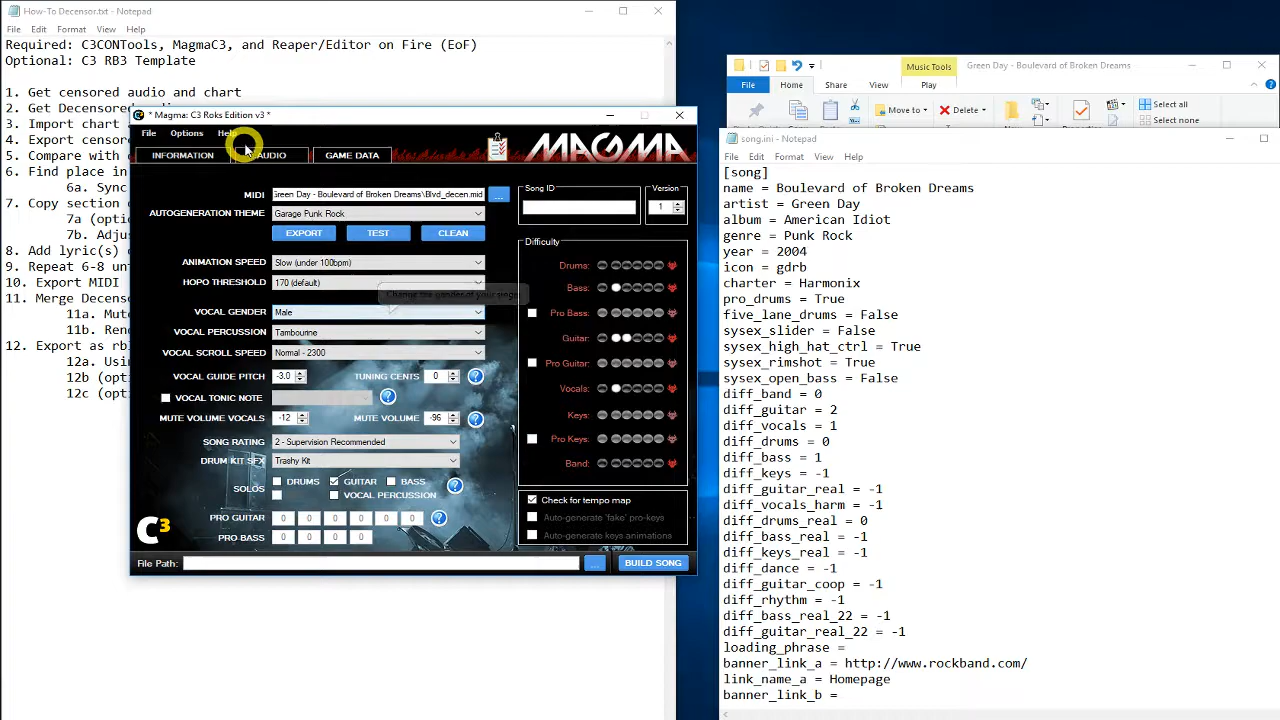 How-To Decensor.txt - Notepad
File Edit Format View Help
Required: C3CONTools, MagmaC3, and Reaper/Editor on Fire (EoF)
Optional: C3 RB3 Template
1. Get censored audio and chart
2. Get Decensored
3. Import chart
4. Export
5. Compare with
6. Find place in
6a. Sync
7. Copy section
7a (optional
7b. Adjust
8. Add lyric(s)
9. Repeat 6-8
10. Export MIDI
11. Merge
11a. Mute
11b.
12. Export as
12a. Using
12b (opti
12c (opti
* Magma: C3 Roks Edition v3 *
File Options Help
MAGMA
INFORMATION AUDIO GAME DATA
MIDI Green Day - Boulevard of Broken Dreams\Blvd_decen.mid ...
AUTOGENERATION THEME Garage Punk Rock
EXPORT TEST CLEAN
ANIMATION SPEED Slow (under 100bpm)
HOPO THRESHOLD 170 (default)
VOCAL GENDER Male
VOCAL PERCUSSION Tambourine
VOCAL SCROLL SPEED Normal - 2300
VOCAL GUIDE PITCH -3.0 TUNING CENTS 0 ?
VOCAL TONIC NOTE ?
MUTE VOLUME VOCALS -12 MUTE VOLUME -96 ?
SONG RATING 2 - Supervision Recommended
DRUM KIT SFX Trashy Kit
SOLOS DRUMS GUITAR BASS ?
VOCAL PERCUSSION
PRO GUITAR 0 0 0 0 0 0 ?
PRO BASS 0 0 0 0
C3
Song ID
Version
1
Difficulty
Drums:
Bass:
Pro Bass:
Guitar:
Pro Guitar:
Vocals:
Keys:
Pro Keys:
Band:
Check for tempo map
Auto-generate 'fake' pro-keys
Auto-generate keys animations
File Path: ... BUILD SONG
Music Tools Green Day - Boulevard of Broken Dreams
File Home Share View Play
Move to Delete Select all
song.ini - Notepad
File Edit Format View Help
[song]
name = Boulevard of Broken Dreams
artist = Green Day
album = American Idiot
genre = Punk Rock
year = 2004
icon = gdrb
charter = Harmonix
pro_drums = True
five_lane_drums = False
sysex_slider = False
sysex_high_hat_ctrl = True
sysex_rimshot = True
sysex_open_bass = False
diff_band = 0
diff_guitar = 2
diff_vocals = 1
diff_drums = 0
diff_bass = 1
diff_keys = -1
diff_guitar_real = -1
diff_vocals_harm = -1
diff_drums_real = 0
diff_bass_real = -1
diff_keys_real = -1
diff_dance = -1
diff_guitar_coop = -1
diff_rhythm = -1
diff_bass_real_22 = -1
diff_guitar_real_22 = -1
loading_phrase =
banner_link_a = http://www.rockband.com/
link_name_a = Homepage
banner_link_b =